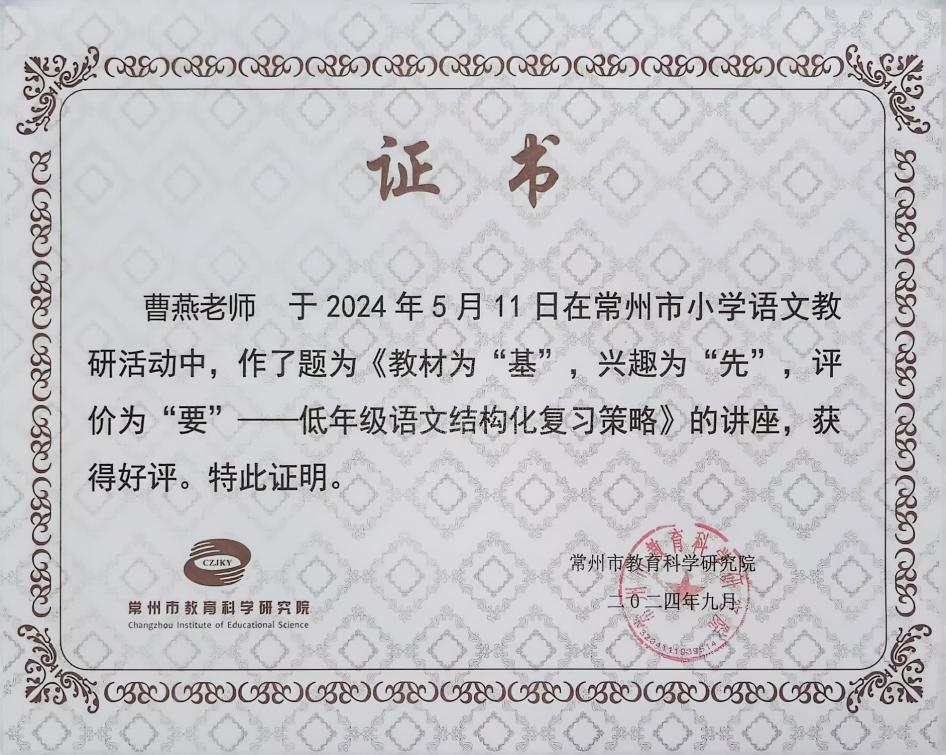 证 书
曹燕老师 于 2024 年 5 月 11 日在常州市小学语文教
研活动中，作了题为《教材为“基”，兴趣为“先”，评
价为“要”——低年级语文结构化复习策略》的讲座，获
得好评。特此证明。
CZJKY
常州市教育科学研究院
Changzhou Institute of Educational Science
常州市教育科学研究院
二0二四年九月